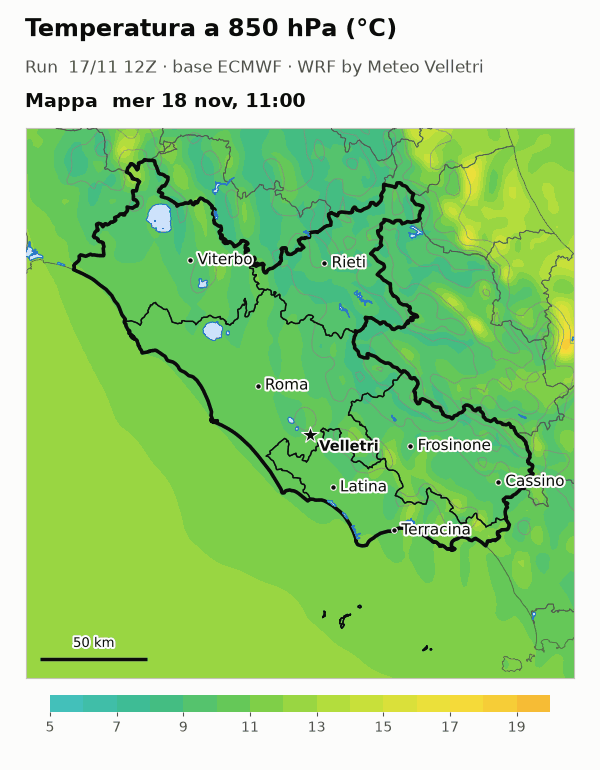 Temperatura a 850 hPa (°C)
Run  17/11 12Z · base ECMWF · WRF by Meteo Velletri
Mappa  mer 18 nov, 11:00
Viterbo
Rieti
Roma
Velletri
Frosinone
Cassino
Latina
Terracina
50 km
5 7 9 11 13 15 17 19